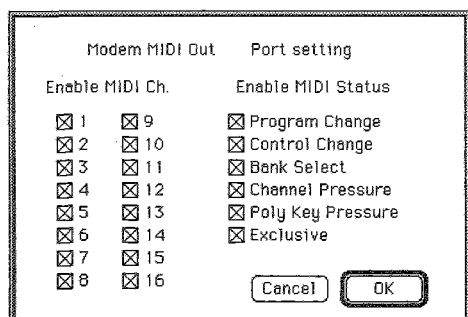 Modem MIDI Out Port setting
Enable MIDI Ch. Enable MIDI Status
1 9 Program Change
2 10 Control Change
3 11 Bank Select
4 12 Channel Pressure
5 13 Poly Key Pressure
6 14 Exclusive
7 15
8 16
Cancel OK